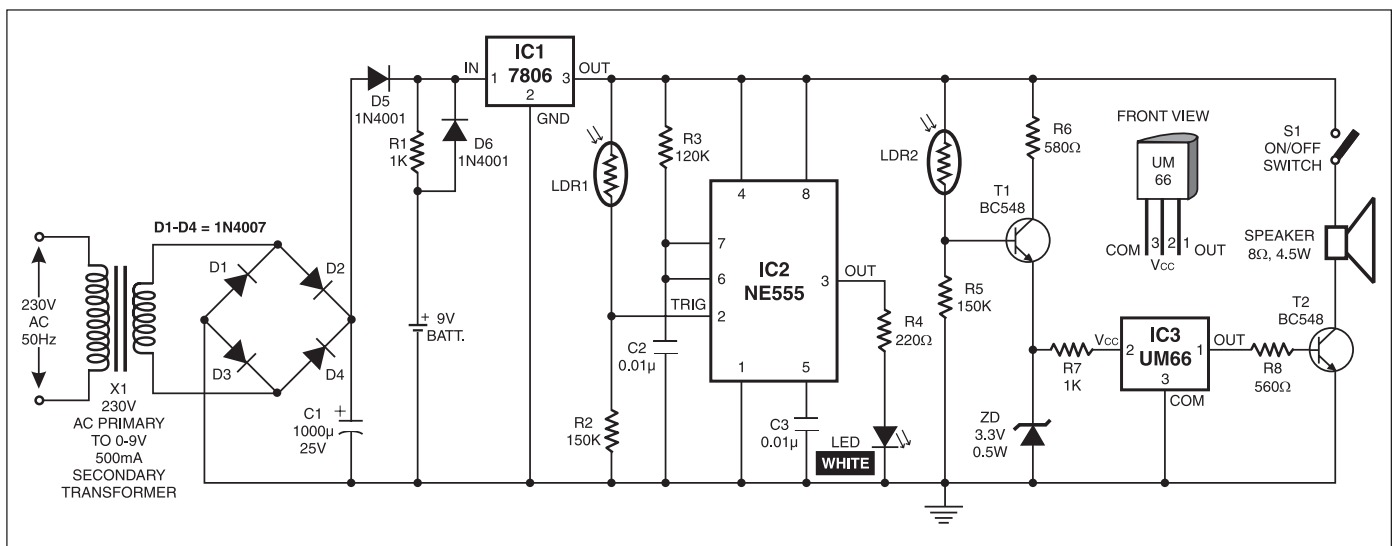 IC1
7806
IN
1
3
OUT
2
GND
D5
1N4001
R1
1K
D6
1N4001
LDR1
R3
120K
4
8
LDR2
R6
580Ω
T1
BC548
FRONT VIEW
UM
66
COM
3
2
1
OUT
VCC
S1
ON/OFF
SWITCH
D1-D4 = 1N4007
D1
D2
D3
D4
230V
AC
50Hz
X1
230V
AC PRIMARY
TO 0-9V
500mA
SECONDARY
TRANSFORMER
C1
1000µ
25V
+
+
9V
BATT.
7
6
TRIG
2
IC2
NE555
3
OUT
1
5
C2
0.01µ
R2
150K
C3
0.01µ
R4
220Ω
LED
WHITE
R5
150K
SPEAKER
8Ω, 4.5W
T2
BC548
R7
1K
VCC
2
IC3
UM66
1
OUT
3
COM
R8
560Ω
ZD
3.3V
0.5W